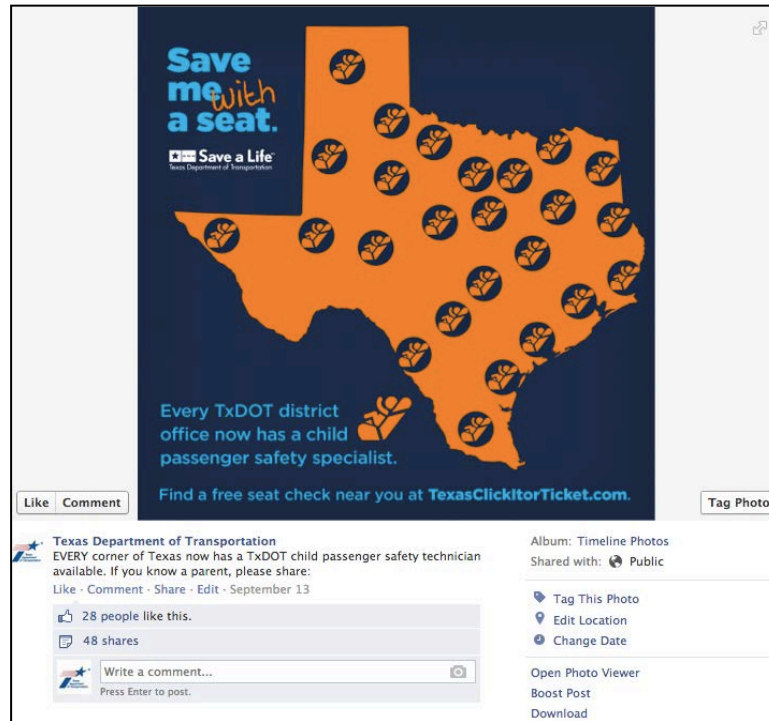 Save
me with
a seat.
Save a Life
Texas Department of Transportation
Every TxDOT district
office now has a child
passenger safety specialist.
Find a free seat check near you at TexasClickItorTicket.com.
Like Comment
Tag Photo
Texas Department of Transportation
EVERY corner of Texas now has a TxDOT child passenger safety technician
available. If you know a parent, please share:
Like · Comment · Share · Edit · September 13
28 people like this.
48 shares
Write a comment...
Press Enter to post.
Album: Timeline Photos
Shared with: Public
Tag This Photo
Edit Location
Change Date
Open Photo Viewer
Boost Post
Download